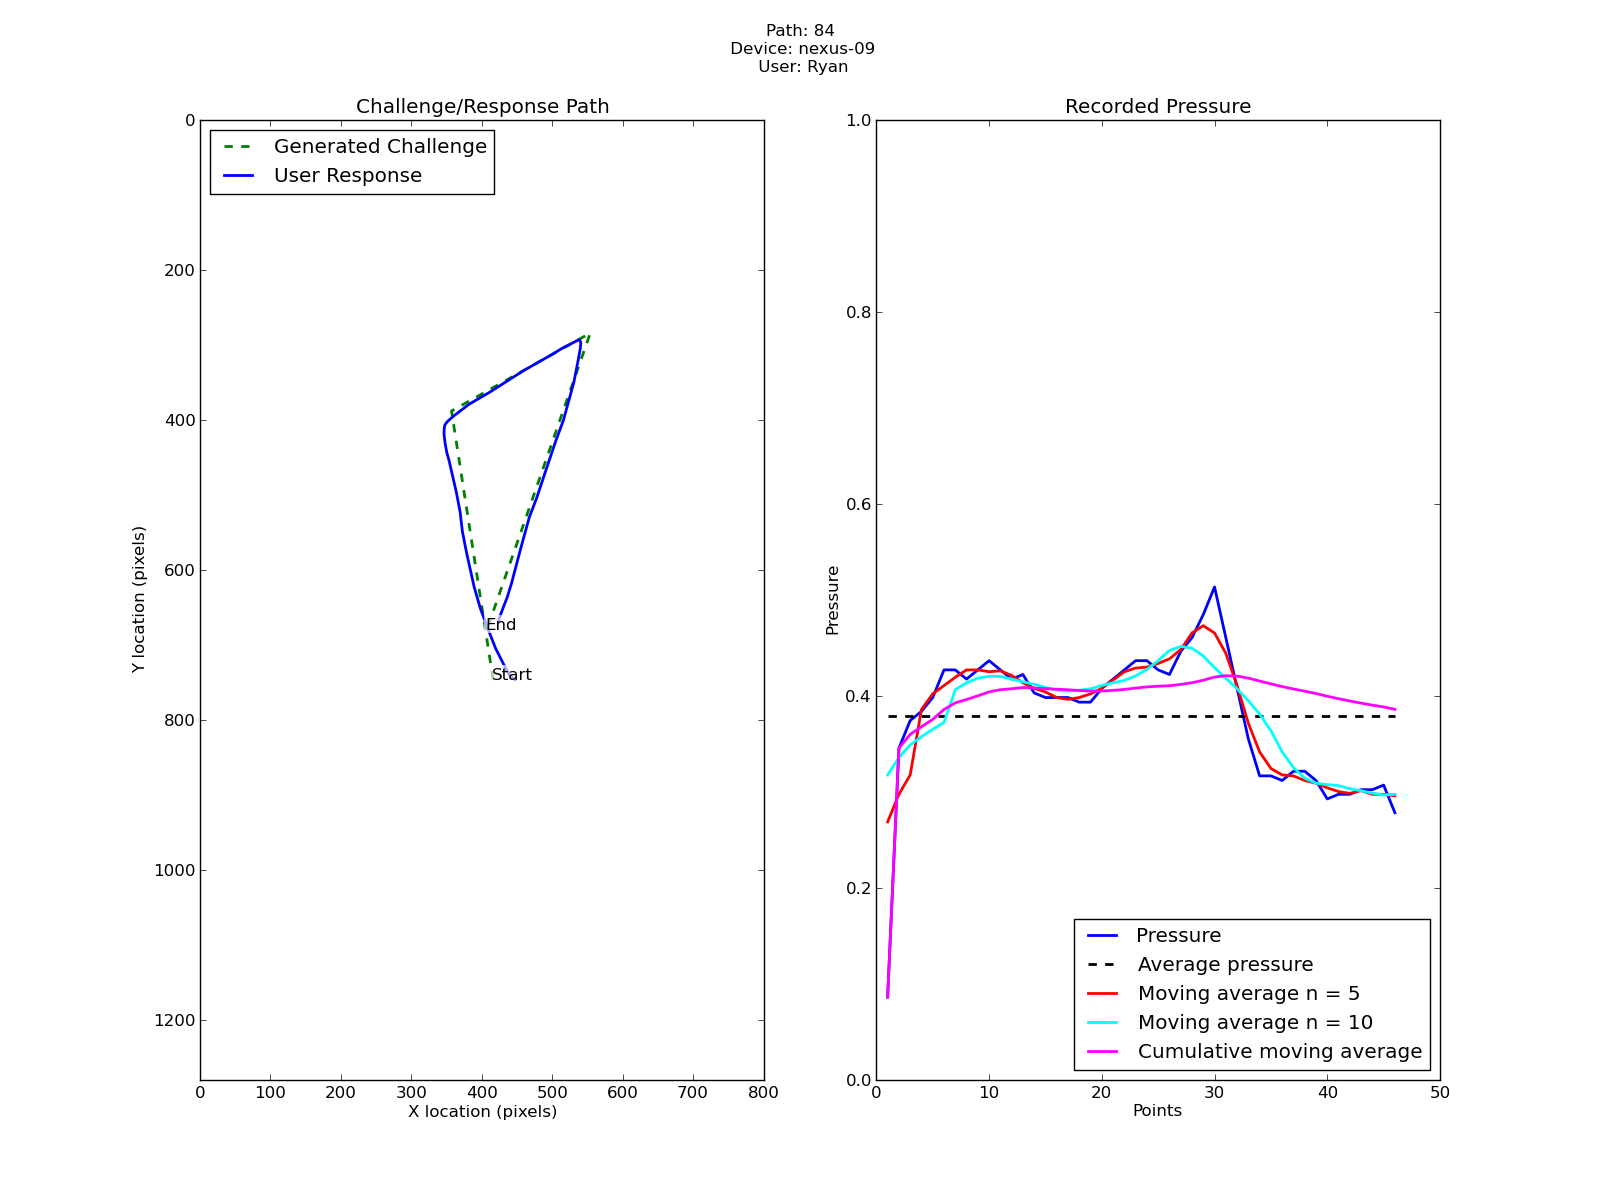 Path: 84
Device: nexus-09
User: Ryan
Challenge/Response Path
Generated Challenge
User Response
0
200
400
600
800
1000
1200
Y location (pixels)
End
Start
0 100 200 300 400 500 600 700 800
X location (pixels)
Recorded Pressure
1.0
0.8
0.6
0.4
0.2
0.0
Pressure
Pressure
Average pressure
Moving average n = 5
Moving average n = 10
Cumulative moving average
0 10 20 30 40 50
Points